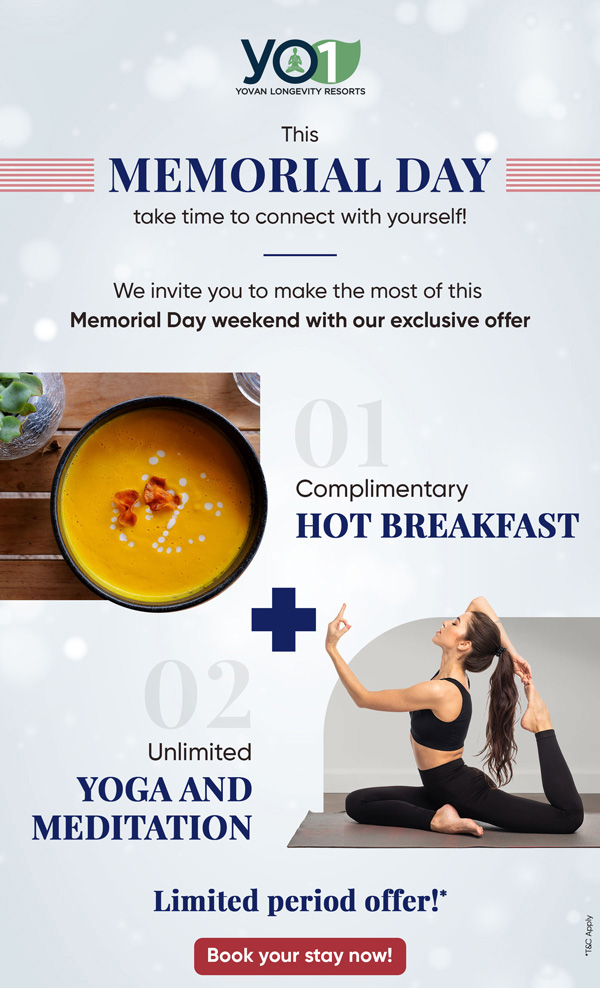 yo1
YOVAN LONGEVITY RESORTS
This
MEMORIAL DAY
take time to connect with yourself!
We invite you to make the most of this
Memorial Day weekend with our exclusive offer
01
Complimentary
HOT BREAKFAST
02
Unlimited
YOGA AND
MEDITATION
Limited period offer!*
*T&C Apply
Book your stay now!